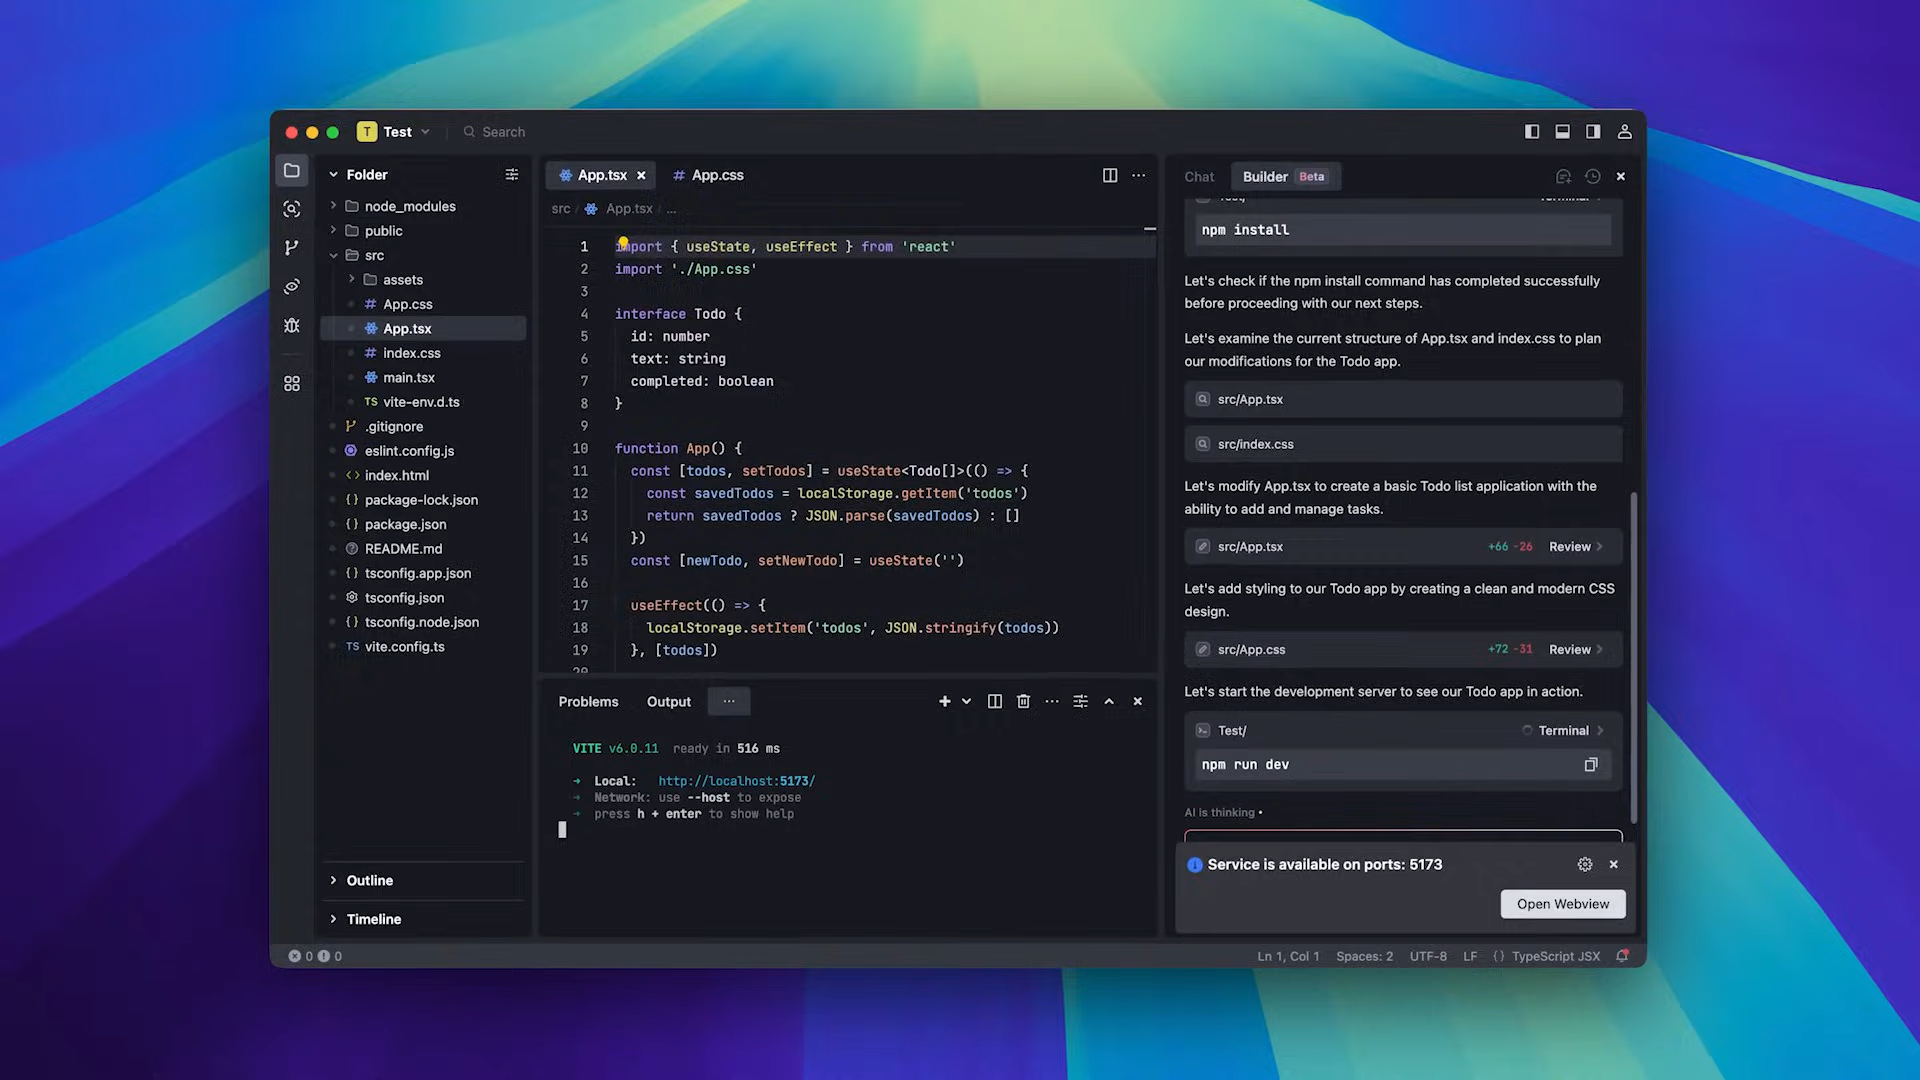 T Test
Search
Folder
node_modules
public
src
assets
App.css
App.tsx
index.css
main.tsx
TS vite-env.d.ts
.gitignore
eslint.config.js
index.html
package-lock.json
package.json
README.md
tsconfig.app.json
tsconfig.json
tsconfig.node.json
TS vite.config.ts
Outline
Timeline
App.tsx
# App.css
src / App.tsx / ...
1 import { useState, useEffect } from 'react'
2 import './App.css'
3
4 interface Todo {
5 id: number
6 text: string
7 completed: boolean
8 }
9
10 function App() {
11 const [todos, setTodos] = useState<Todo[]>(() => {
12 const savedTodos = localStorage.getItem('todos')
13 return savedTodos ? JSON.parse(savedTodos) : []
14 })
15 const [newTodo, setNewTodo] = useState('')
16
17 useEffect(() => {
18 localStorage.setItem('todos', JSON.stringify(todos))
19 }, [todos])
20
Problems Output ...
VITE v6.0.11 ready in 516 ms
➜ Local: http://localhost:5173/
➜ Network: use --host to expose
➜ press h + enter to show help
Chat Builder Beta
Test/ Terminal
npm install
Let's check if the npm install command has completed successfully
before proceeding with our next steps.
Let's examine the current structure of App.tsx and index.css to plan
our modifications for the Todo app.
src/App.tsx
src/index.css
Let's modify App.tsx to create a basic Todo list application with the
ability to add and manage tasks.
src/App.tsx +66 -26 Review
Let's add styling to our Todo app by creating a clean and modern CSS
design.
src/App.css +72 -31 Review
Let's start the development server to see our Todo app in action.
Test/ Terminal
npm run dev
AI is thinking •
Service is available on ports: 5173
Open Webview
0 0
Ln 1, Col 1 Spaces: 2 UTF-8 LF {} TypeScript JSX